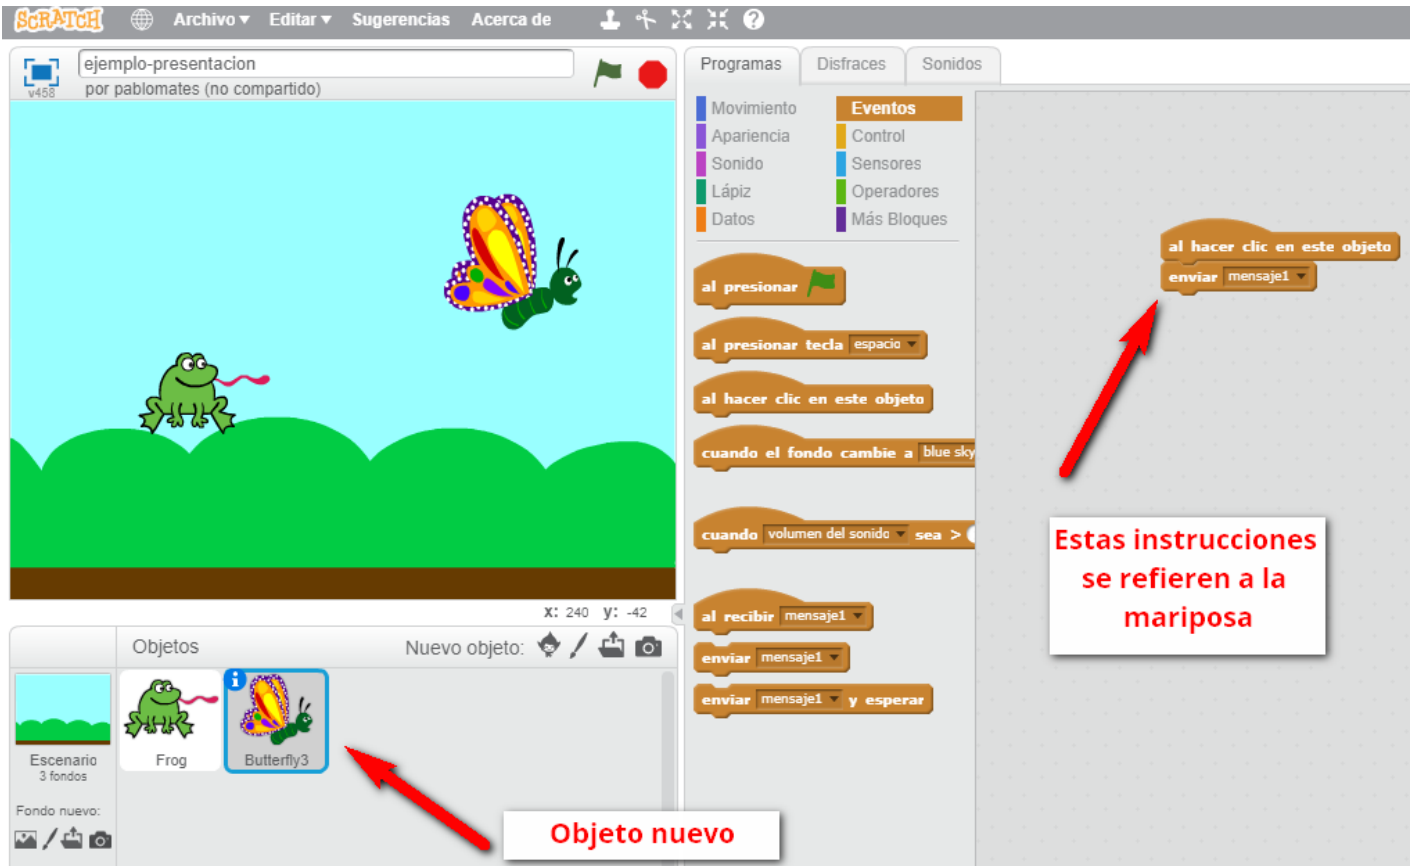 SCRATCH Archivo Editar Sugerencias Acerca de
ejemplo-presentacion
v458
por pablomates (no compartido)
Programas Disfraces Sonidos
Movimiento Eventos
Apariencia Control
Sonido Sensores
Lápiz Operadores
Datos Más Bloques
al presionar
al presionar tecla espacio
al hacer clic en este objeto
cuando el fondo cambie a blue sky
cuando volumen del sonido sea >
al recibir mensaje1
enviar mensaje1
enviar mensaje1 y esperar
al hacer clic en este objeto
enviar mensaje1
Estas instrucciones
se refieren a la
mariposa
x: 240 y: -42
Objetos Nuevo objeto:
Escenario
3 fondos
Frog
Butterfly3
Fondo nuevo:
Objeto nuevo